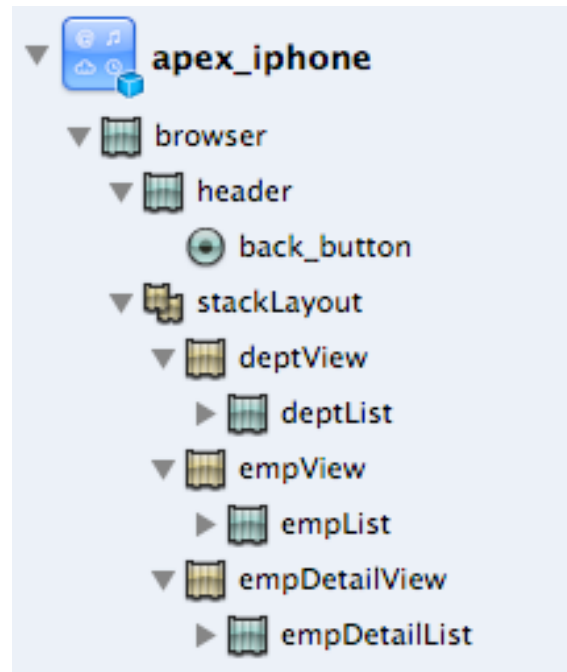 apex_iphone
browser
header
back_button
stackLayout
deptView
deptList
empView
empList
empDetailView
empDetailList